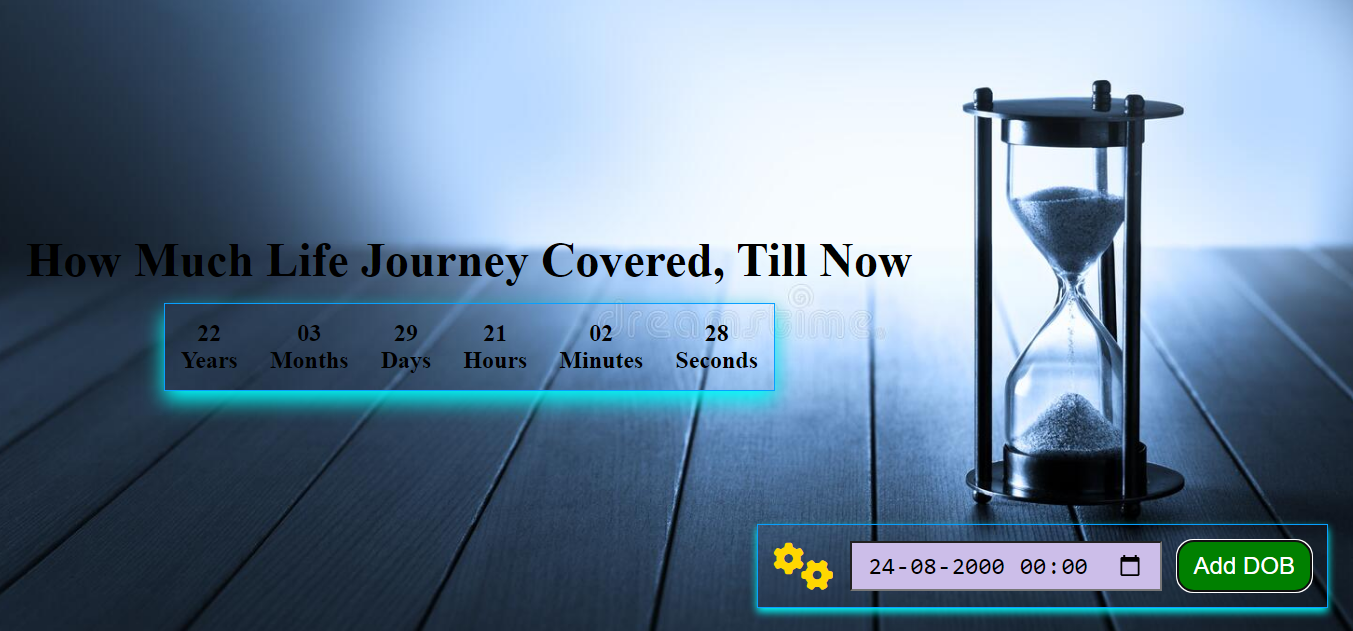 How Much Life Journey Covered, Till Now
22 03 29 21 02 28
Years Months Days Hours Minutes Seconds
dreamstime
24-08-2000 00:00
Add DOB